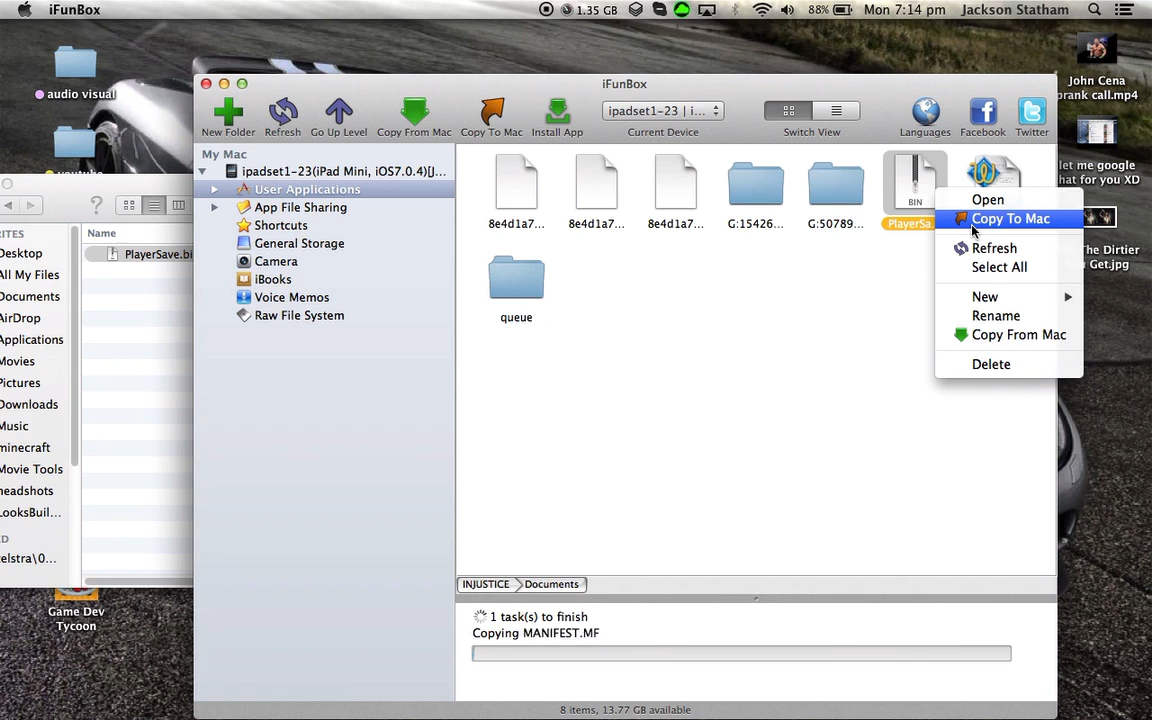 iFunBox
1.35 GB
88%
Mon 7:14 pm
Jackson Statham
audio visual
John Cena
prank call.mp4
let me google
hat for you XD
The Dirtier
Get.jpg
Game Dev
Tycoon
ITES
Desktop
All My Files
Documents
AirDrop
Applications
Movies
Pictures
Downloads
Music
minecraft
Movie Tools
headshots
LooksBuil...
D
telstra\0...
Name
PlayerSave.bi
iFunBox
New Folder
Refresh
Go Up Level
Copy From Mac
Copy To Mac
Install App
ipadset1-23 | i...
Current Device
Switch View
Languages
Facebook
Twitter
My Mac
ipadset1-23(iPad Mini, iOS7.0.4)[J...
User Applications
App File Sharing
Shortcuts
General Storage
Camera
iBooks
Voice Memos
Raw File System
8e4d1a7...
8e4d1a7...
8e4d1a7...
G:15426...
G:50789...
BIN
PlayerSa
queue
Open
Copy To Mac
Refresh
Select All
New
Rename
Copy From Mac
Delete
INJUSTICE
Documents
1 task(s) to finish
Copying MANIFEST.MF
8 items, 13.77 GB available